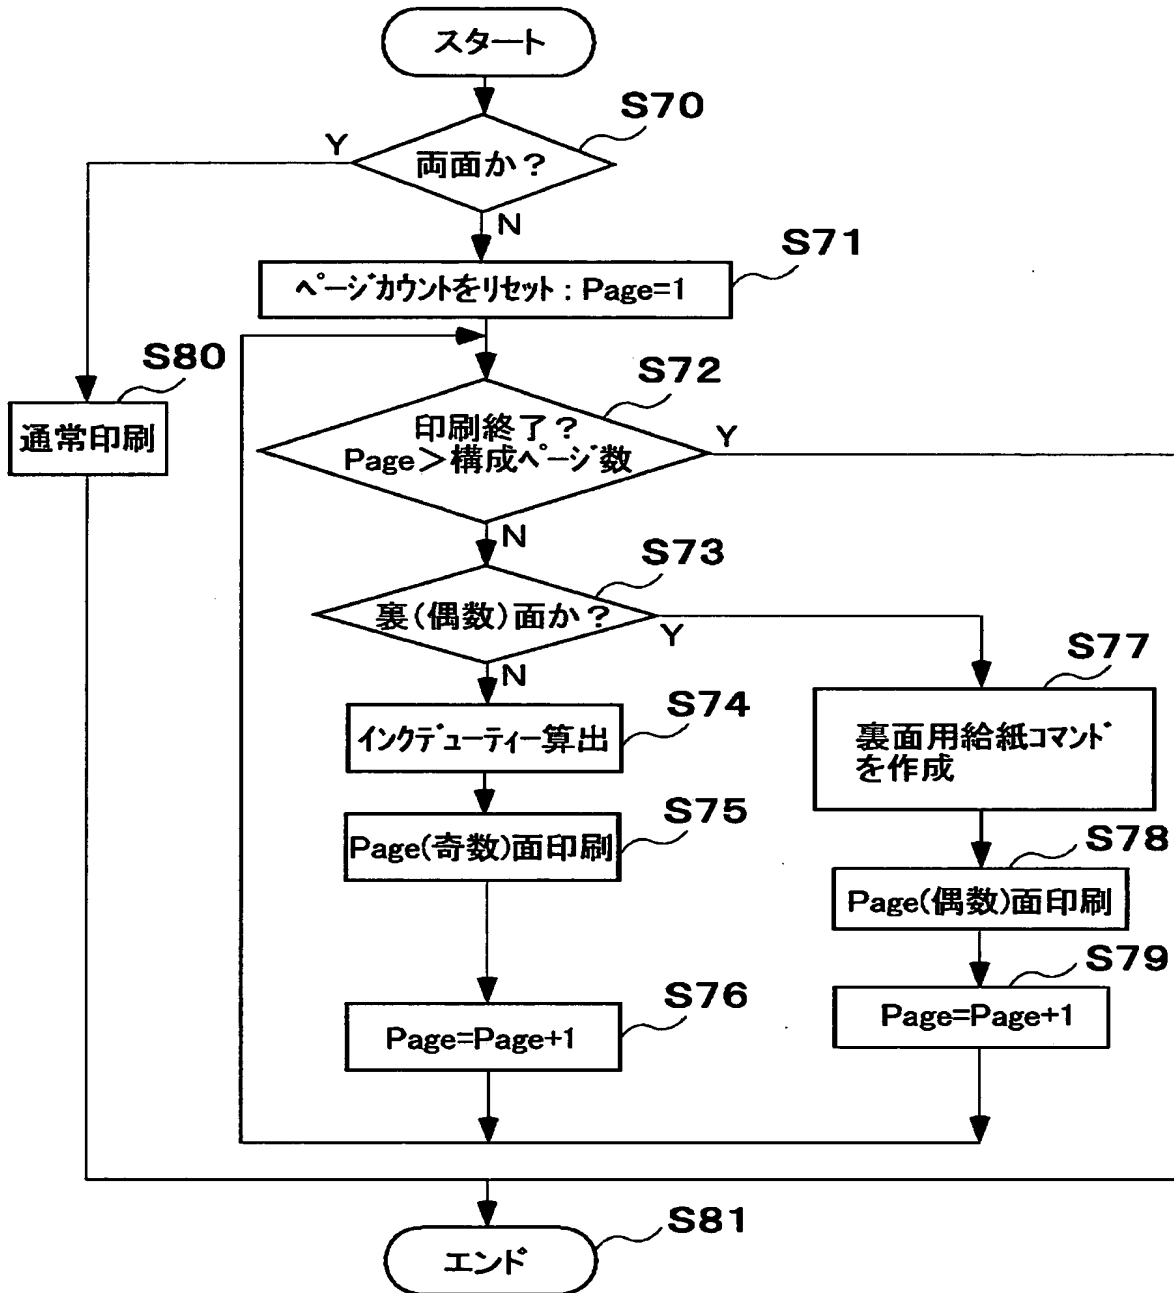 スタート
S70
Y
両面か?
N
S71
ページカウントをリセット:Page=1
S80
通常印刷
S72
印刷終了?
Page>構成ページ数
Y
N
S73
裏(偶数)面か?
Y
N
S74
インクデューティー算出
S77
裏面用給紙コマンド
を作成
S75
Page(奇数)面印刷
S78
Page(偶数)面印刷
S76
Page=Page+1
S79
Page=Page+1
S81
エンド